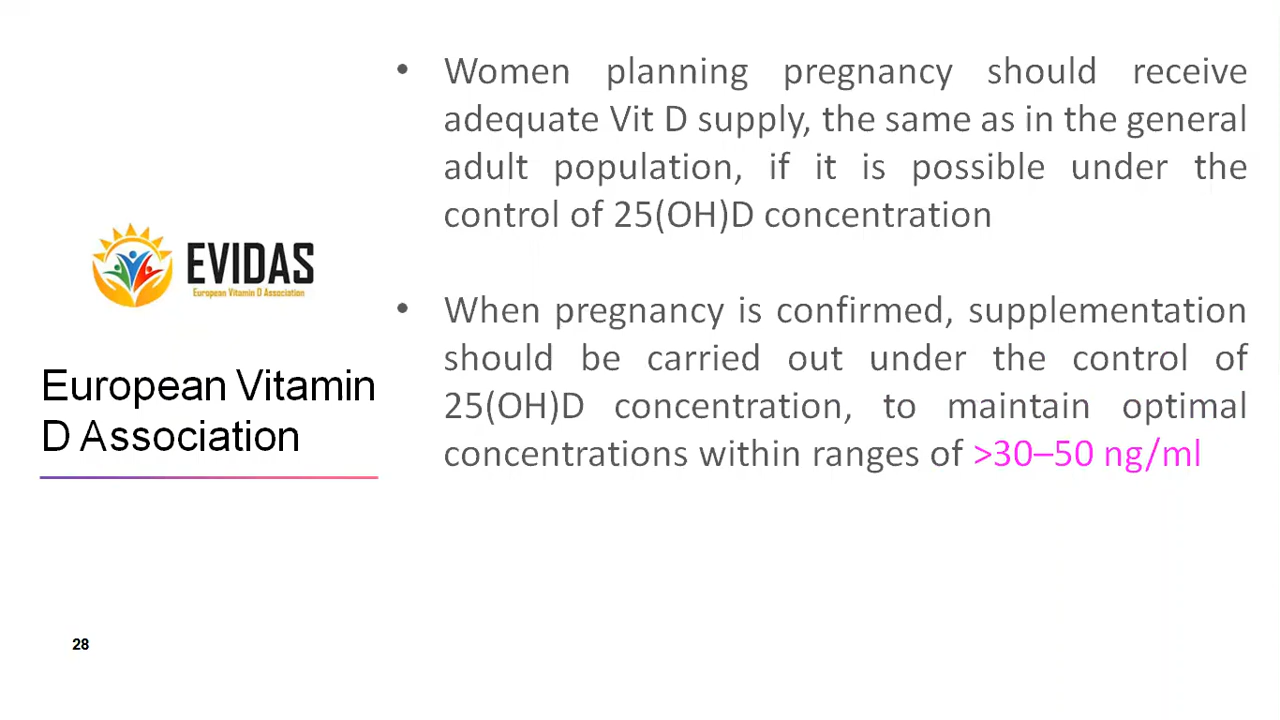 EVIDAS
European Vitamin D Association
European Vitamin
D Association
• Women planning pregnancy should receive
adequate Vit D supply, the same as in the general
adult population, if it is possible under the
control of 25(OH)D concentration
• When pregnancy is confirmed, supplementation
should be carried out under the control of
25(OH)D concentration, to maintain optimal
concentrations within ranges of >30–50 ng/ml
28